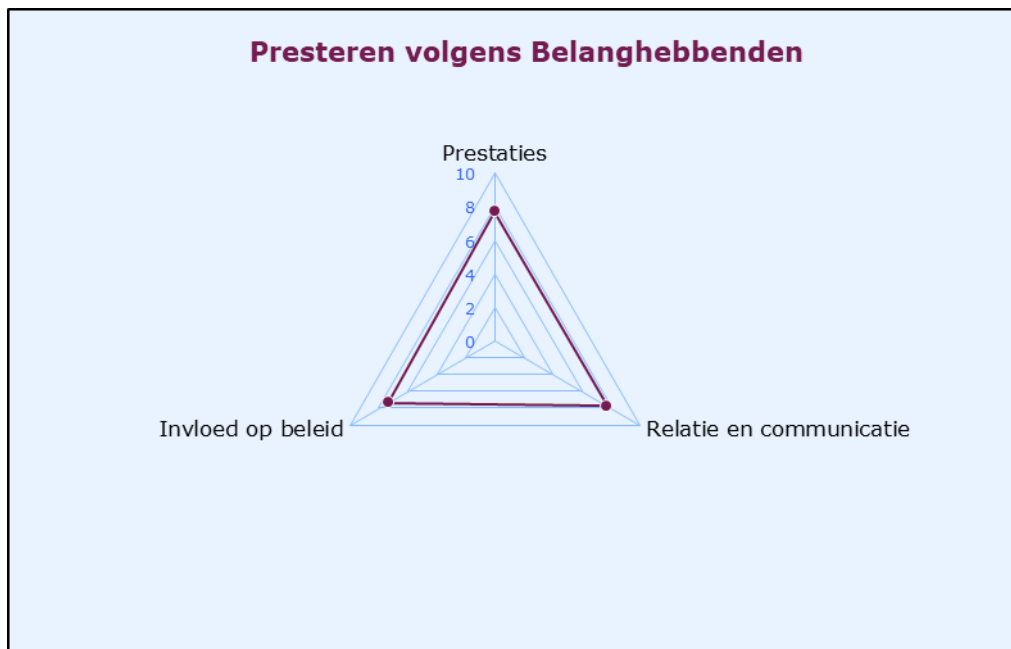 Presteren volgens Belanghebbenden
Prestaties
10
8
6
4
2
0
Invloed op beleid
Relatie en communicatie